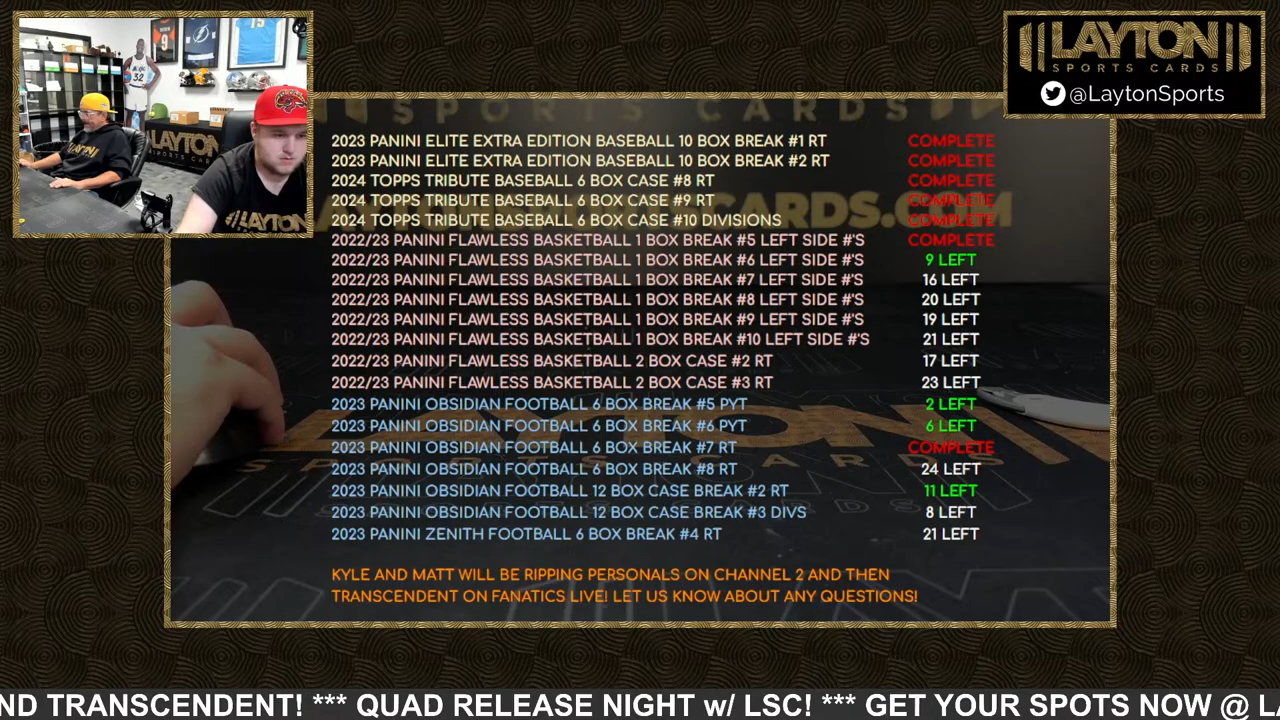 LAYTON
SPORTS CARDS
@LaytonSports
SPORTS CARDS
2023 PANINI ELITE EXTRA EDITION BASEBALL 10 BOX BREAK #1 RT COMPLETE
2023 PANINI ELITE EXTRA EDITION BASEBALL 10 BOX BREAK #2 RT COMPLETE
2024 TOPPS TRIBUTE BASEBALL 6 BOX CASE #8 RT COMPLETE
2024 TOPPS TRIBUTE BASEBALL 6 BOX CASE #9 RT COMPLETE
2024 TOPPS TRIBUTE BASEBALL 6 BOX CASE #10 DIVISIONS COMPLETE
2022/23 PANINI FLAWLESS BASKETBALL 1 BOX BREAK #5 LEFT SIDE #'S COMPLETE
2022/23 PANINI FLAWLESS BASKETBALL 1 BOX BREAK #6 LEFT SIDE #'S 9 LEFT
2022/23 PANINI FLAWLESS BASKETBALL 1 BOX BREAK #7 LEFT SIDE #'S 16 LEFT
2022/23 PANINI FLAWLESS BASKETBALL 1 BOX BREAK #8 LEFT SIDE #'S 20 LEFT
2022/23 PANINI FLAWLESS BASKETBALL 1 BOX BREAK #9 LEFT SIDE #'S 19 LEFT
2022/23 PANINI FLAWLESS BASKETBALL 1 BOX BREAK #10 LEFT SIDE #'S 21 LEFT
2022/23 PANINI FLAWLESS BASKETBALL 2 BOX CASE #2 RT 17 LEFT
2022/23 PANINI FLAWLESS BASKETBALL 2 BOX CASE #3 RT 23 LEFT
2023 PANINI OBSIDIAN FOOTBALL 6 BOX BREAK #5 PYT 2 LEFT
2023 PANINI OBSIDIAN FOOTBALL 6 BOX BREAK #6 PYT 6 LEFT
2023 PANINI OBSIDIAN FOOTBALL 6 BOX BREAK #7 RT COMPLETE
2023 PANINI OBSIDIAN FOOTBALL 6 BOX BREAK #8 RT 24 LEFT
2023 PANINI OBSIDIAN FOOTBALL 12 BOX CASE BREAK #2 RT 11 LEFT
2023 PANINI OBSIDIAN FOOTBALL 12 BOX CASE BREAK #3 DIVS 8 LEFT
2023 PANINI ZENITH FOOTBALL 6 BOX BREAK #4 RT 21 LEFT
KYLE AND MATT WILL BE RIPPING PERSONALS ON CHANNEL 2 AND THEN
TRANSCENDENT ON FANATICS LIVE! LET US KNOW ABOUT ANY QUESTIONS!
ND TRANSCENDENT! *** QUAD RELEASE NIGHT w/ LSC! *** GET YOUR SPOTS NOW @ LA